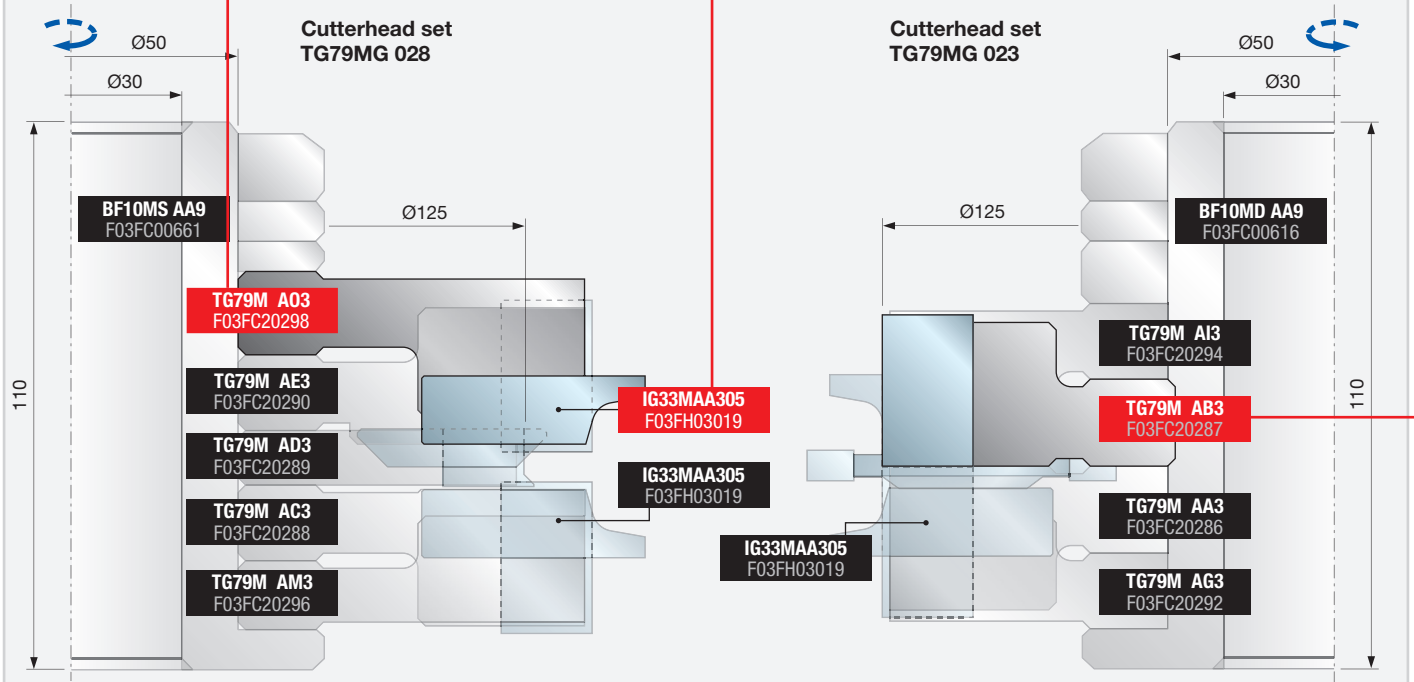 Cutterhead set
TG79MG 028
Ø50
Ø30
110
BF10MS AA9
F03FC00661
Ø125
TG79M AO3
F03FC20298
TG79M AE3
F03FC20290
TG79M AD3
F03FC20289
TG79M AC3
F03FC20288
TG79M AM3
F03FC20296
IG33MAA305
F03FH03019
IG33MAA305
F03FH03019
Cutterhead set
TG79MG 023
Ø50
Ø30
Ø125
BF10MD AA9
F03FC00616
TG79M AI3
F03FC20294
TG79M AB3
F03FC20287
110
TG79M AA3
F03FC20286
IG33MAA305
F03FH03019
TG79M AG3
F03FC20292